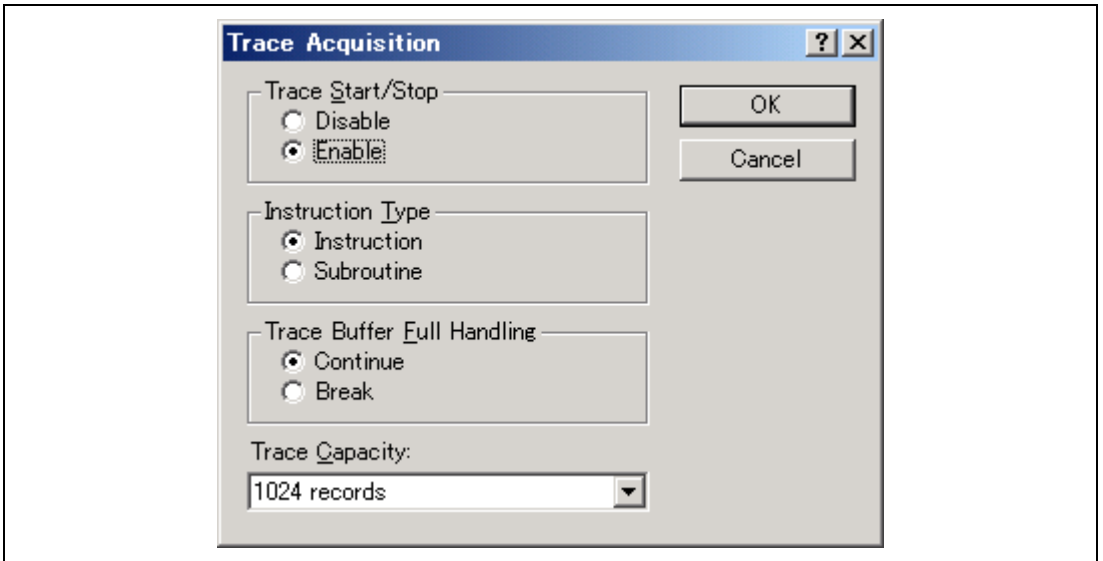 Trace Acquisition
Trace Start/Stop
Disable
Enable
OK
Cancel
Instruction Type
Instruction
Subroutine
Trace Buffer Full Handling
Continue
Break
Trace Capacity:
1024 records